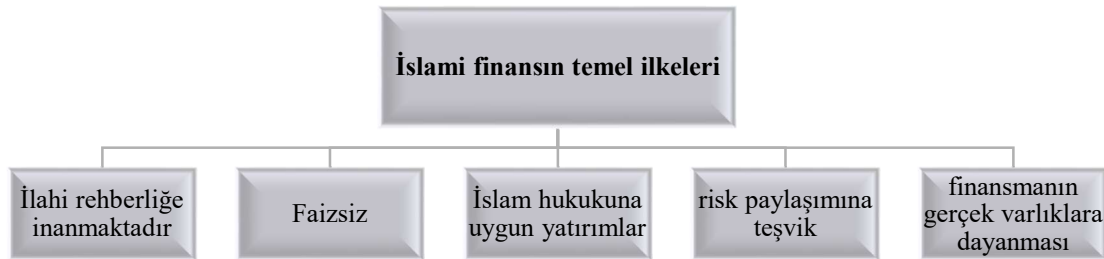 İslami finansın temel ilkeleri
İlahi rehberliğe
inanmaktadır
Faizsiz
İslam hukukuna
uygun yatırımlar
risk paylaşımına
teşvik
finansmanın
gerçek varlıklara
dayanması